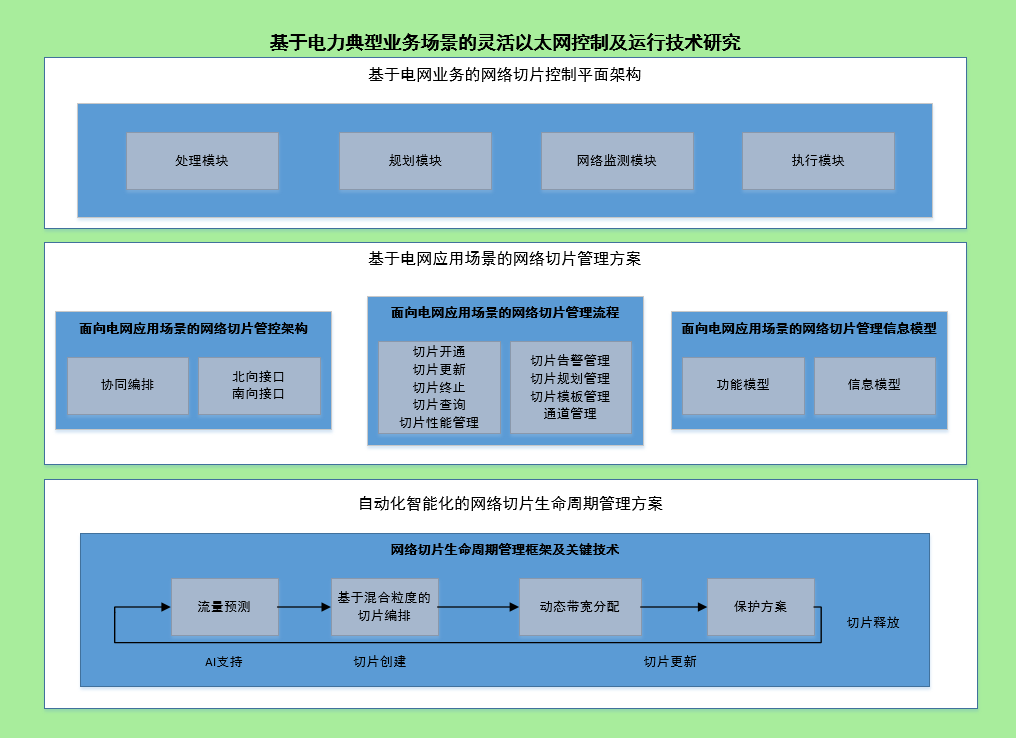 基于电力典型业务场景的灵活以太网控制及运行技术研究
基于电网业务的网络切片控制平面架构
处理模块
规划模块
网络监测模块
执行模块
基于电网应用场景的网络切片管理方案
面向电网应用场景的网络切片管控架构
协同编排
北向接口
南向接口
面向电网应用场景的网络切片管理流程
切片开通
切片更新
切片终止
切片查询
切片性能管理
切片告警管理
切片规划管理
切片模板管理
通道管理
面向电网应用场景的网络切片管理信息模型
功能模型
信息模型
自动化智能化的网络切片生命周期管理方案
网络切片生命周期管理框架及关键技术
流量预测
基于混合粒度的
切片编排
动态带宽分配
保护方案
切片释放
AI支持
切片创建
切片更新